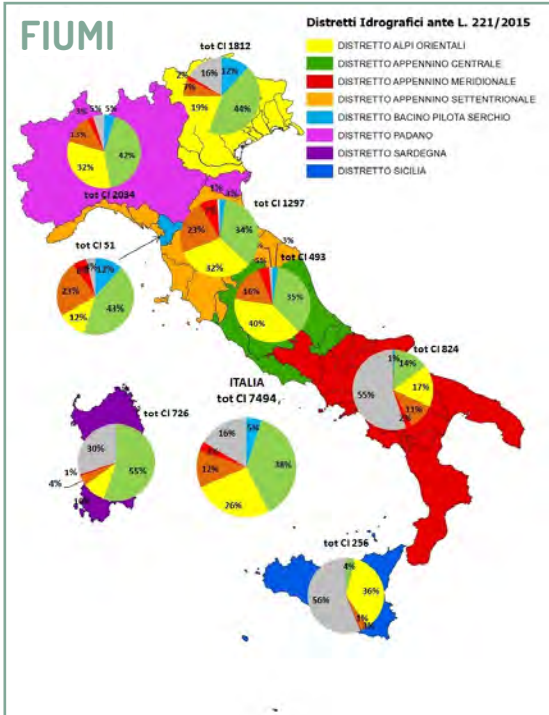 FIUMI
Distretti Idrografici ante L. 221/2015
DISTRETTO ALPI ORIENTALI
DISTRETTO APPENNINO CENTRALE
DISTRETTO APPENNINO MERIDIONALE
DISTRETTO APPENNINO SETTENTRIONALE
DISTRETTO BACINO PILOTA SERCHIO
DISTRETTO PADANO
DISTRETTO SARDEGNA
DISTRETTO SICILIA
tot CI 1812
2%
16%
12%
7%
19%
44%
5%
5%
13%
42%
32%
tot CI 2034
tot CI 1297
1%
23%
34%
32%
tot CI 51
12%
23%
43%
12%
tot CI 493
3%
16%
35%
40%
tot CI 824
1%
14%
55%
17%
11%
2%
ITALIA
tot CI 7494
16%
5%
12%
38%
26%
tot CI 726
30%
1%
55%
4%
tot CI 256
4%
36%
56%